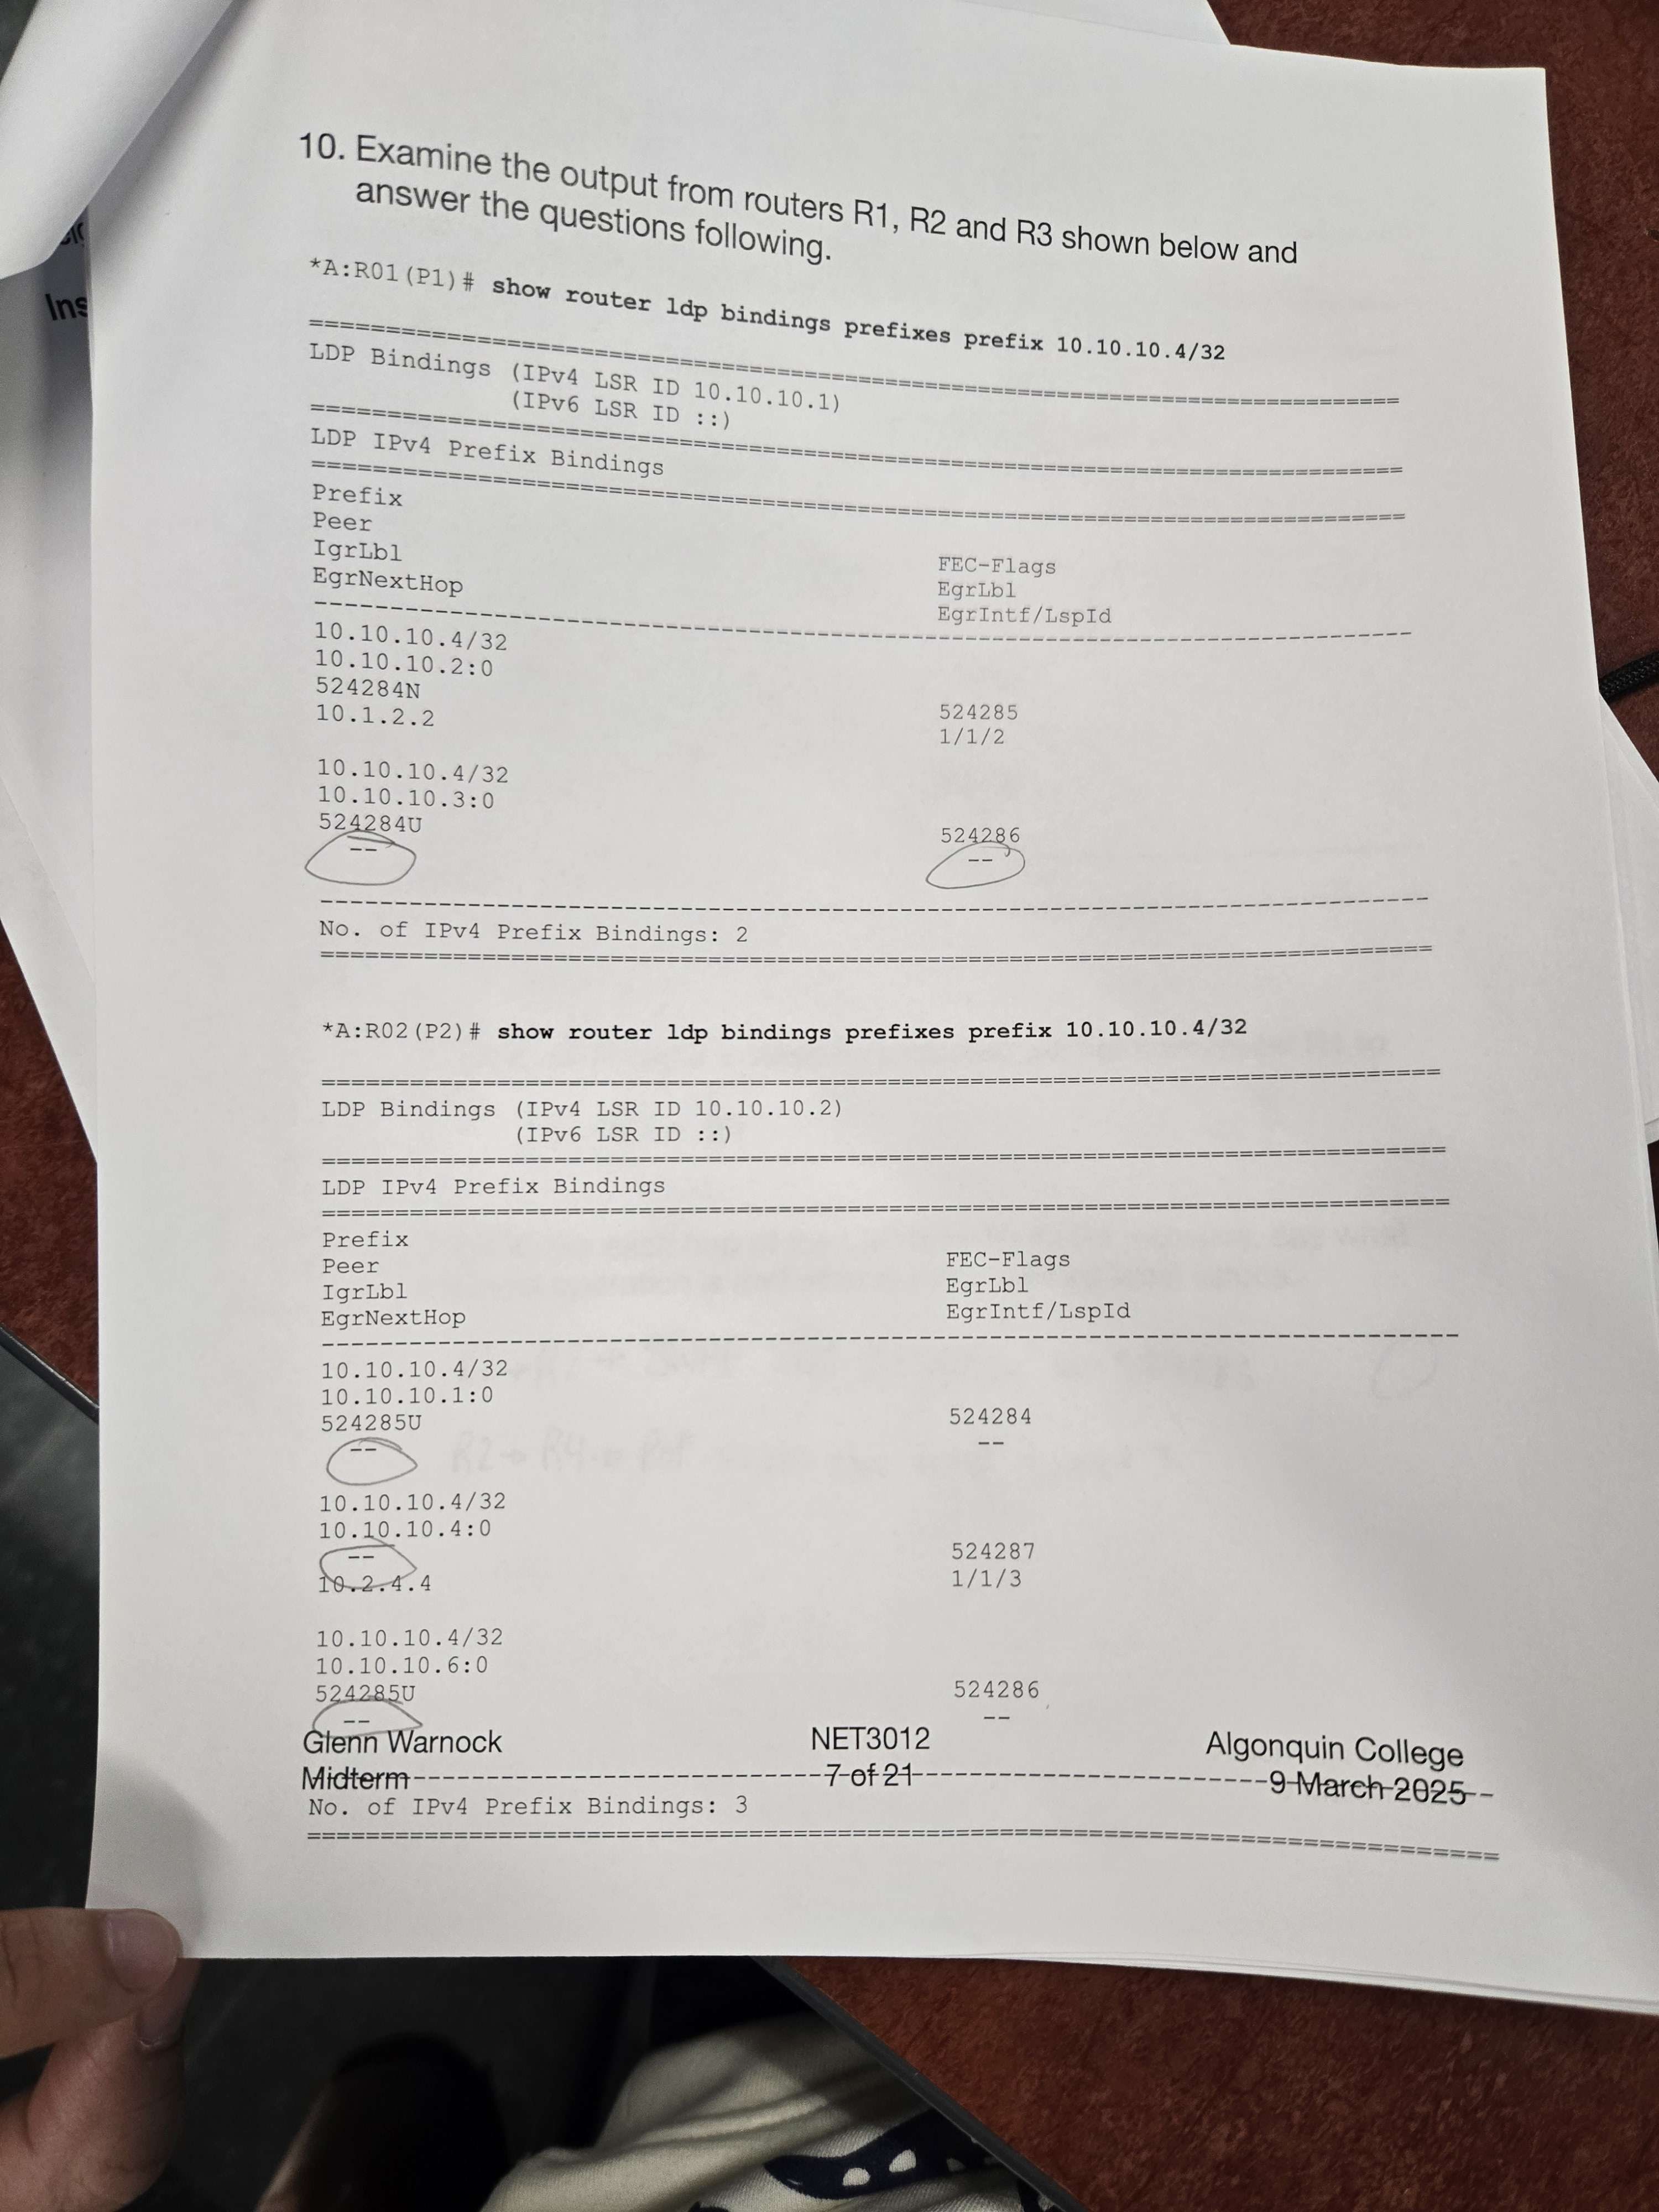 Ins
10. Examine the output from routers R1, R2 and R3 shown below and
answer the questions following.
*A:R01(P1)# show router ldp bindings prefixes prefix 10.10.10.4/32
===============================================================================
LDP Bindings (IPv4 LSR ID 10.10.10.1)
(IPv6 LSR ID ::)
===============================================================================
LDP IPv4 Prefix Bindings
===============================================================================
Prefix
Peer FEC-Flags
IgrLbl EgrLbl
EgrNextHop EgrIntf/LspId
-------------------------------------------------------------------------------
10.10.10.4/32
10.10.10.2:0
524284N 524285
10.1.2.2 1/1/2
10.10.10.4/32
10.10.10.3:0
524284U 524286
-- --
-------------------------------------------------------------------------------
No. of IPv4 Prefix Bindings: 2
===============================================================================
*A:R02(P2)# show router ldp bindings prefixes prefix 10.10.10.4/32
===============================================================================
LDP Bindings (IPv4 LSR ID 10.10.10.2)
(IPv6 LSR ID ::)
===============================================================================
LDP IPv4 Prefix Bindings
===============================================================================
Prefix
Peer FEC-Flags
IgrLbl EgrLbl
EgrNextHop EgrIntf/LspId
-------------------------------------------------------------------------------
10.10.10.4/32
10.10.10.1:0
524285U 524284
-- --
10.10.10.4/32
10.10.10.4:0
-- 524287
10.2.4.4 1/1/3
10.10.10.4/32
10.10.10.6:0
524285U 524286
-- --
Glenn Warnock NET3012 Algonquin College
Midterm 7 of 21 9 March 2025
No. of IPv4 Prefix Bindings: 3
===============================================================================